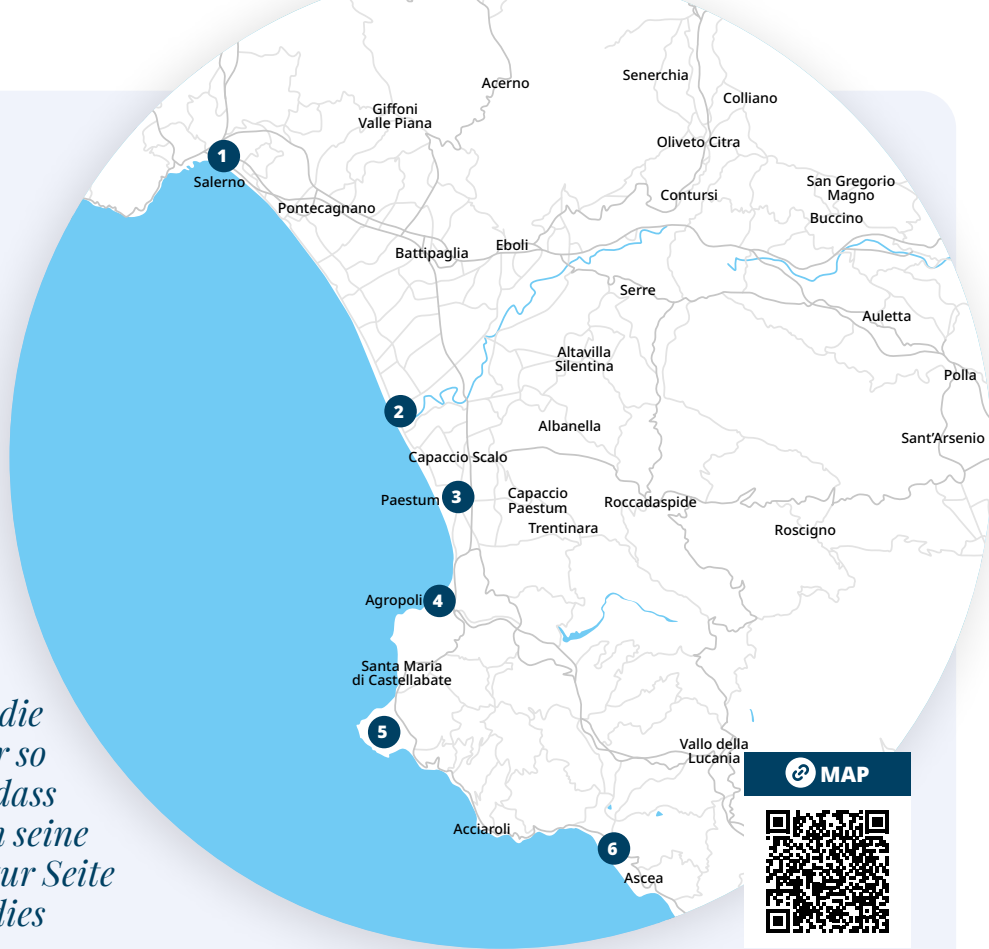 Senerchia
Acerno
Colliano
Giffoni
Valle Piana
Oliveto Citra
1
Salerno
San Gregorio
Magno
Contursi
Pontecagnano
Buccino
Battipaglia
Eboli
Serre
Auletta
Altavilla
Silentina
Polla
2
Albanella
Sant'Arsenio
Capaccio Scalo
Paestum
3
Capaccio
Paestum
Roccadaspide
Trentinara
Roscigno
Agropoli
4
Santa Maria
di Castellabate
5
Vallo della
Lucania
MAP
Acciaroli
6
Ascea
die
r so
dass
n seine
ur Seite
dies